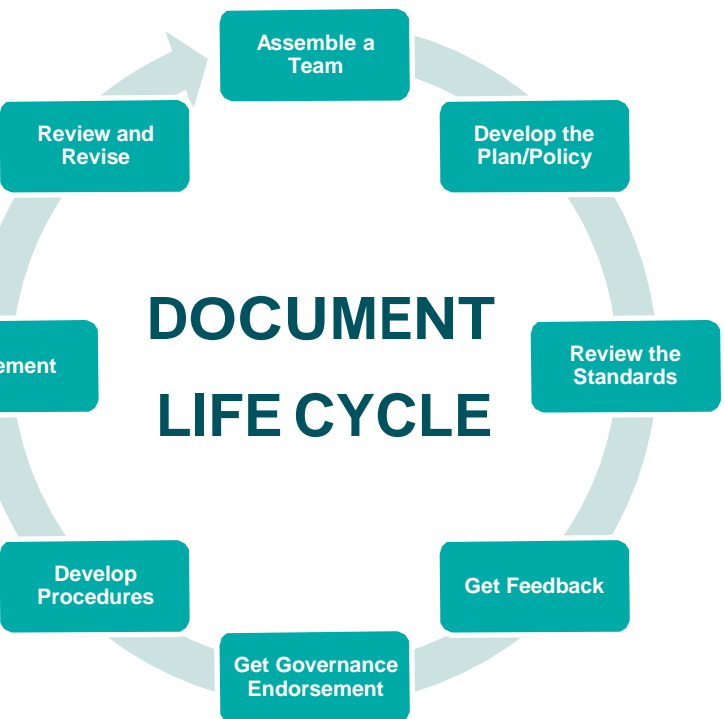 Assemble a
Team
Develop the
Plan/Policy
Review the
Standards
Get Feedback
Get Governance
Endorsement
Develop
Procedures
ement
Review and
Revise
DOCUMENT
LIFE CYCLE